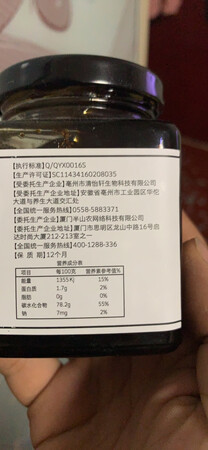 [执行标准]Q/QYX0016S
[生产许可证]SC11434160208035
[受委托生产企业]亳州市清怡轩生物科技有限公司
[受委托生产企业地址]安徽省亳州市工业园区华佗
大道与养生大道交汇处
[全国统一服务热线]0558-5883371
[委托生产企业]厦门半山农网络科技有限公司
[委托生产企业地址]厦门市思明区龙山中路16号鼎
达时尚大厦212-213室之一
[全国统一服务热线]400-1288-336
[保 质 期]12个月
营养成分表
项目 每100克 营养素参考值%
能量 1355KJ 15%
蛋白质 1.7g 2%
脂肪 0g 0%
碳水化合物 78.2g 55%
钠 7mg 2%